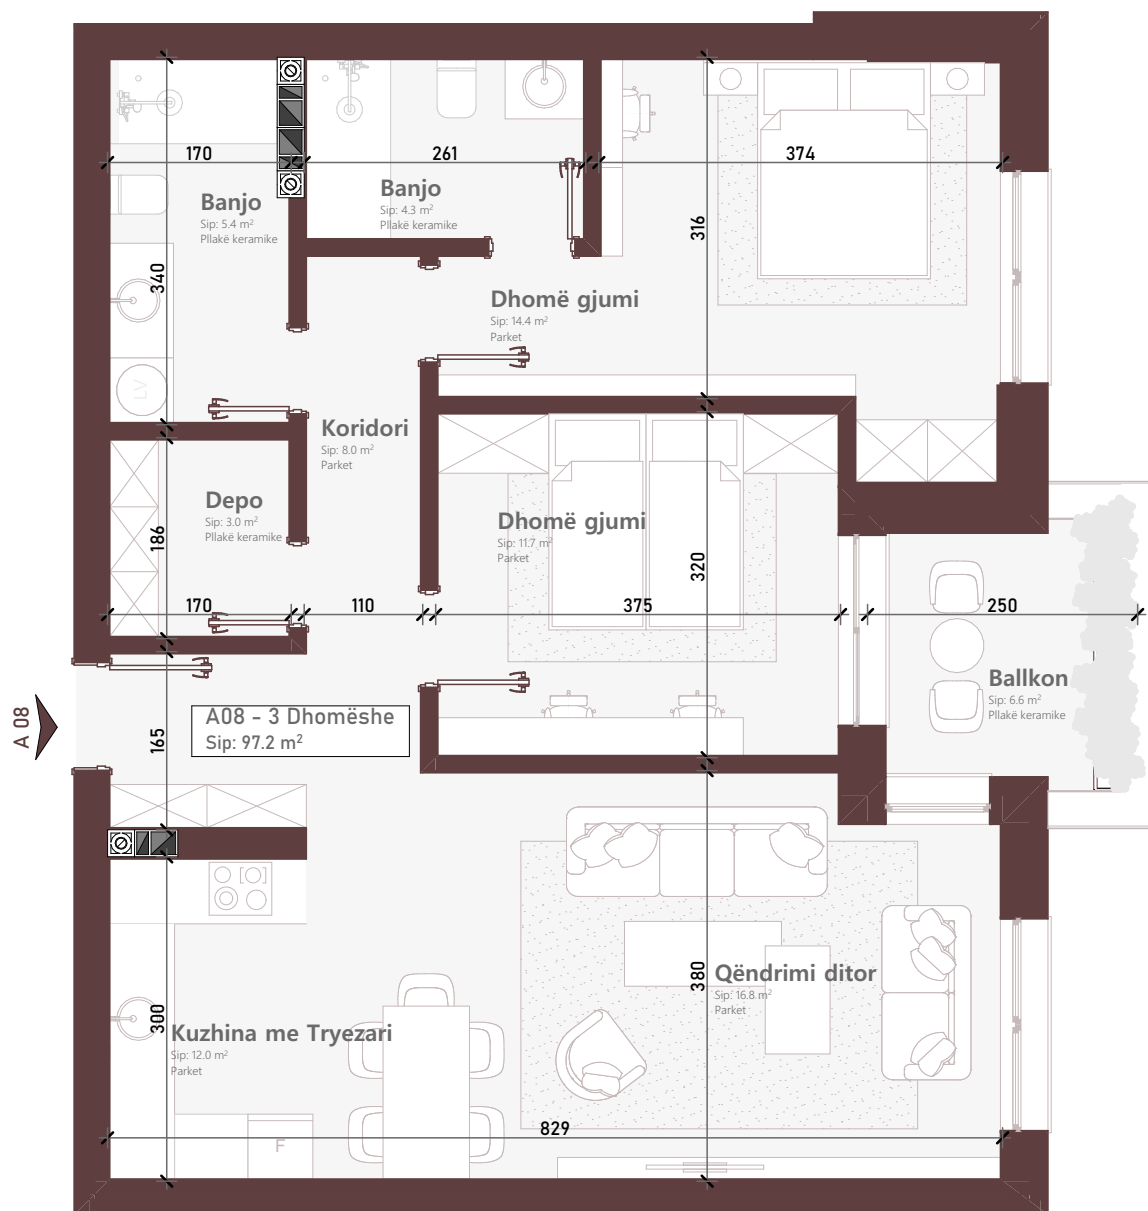 170
261
374
Banjo
Sip: 5.4 m²
Pllakë keramike
Banjo
Sip: 4.3 m²
Pllakë keramike
316
340
Dhomë gjumi
Sip: 14.4 m²
Parket
LV
Koridori
Sip: 8.0 m²
Parket
Depo
Sip: 3.0 m²
Pllakë keramike
186
Dhomë gjumi
Sip: 11.7 m²
Parket
320
170
110
375
250
Ballkon
Sip: 6.6 m²
Pllakë keramike
A 08
165
A08 - 3 Dhomëshe
Sip: 97.2 m²
380
Qëndrimi ditor
Sip: 16.8 m²
Parket
300
Kuzhina me Tryezari
Sip: 12.0 m²
Parket
829
F